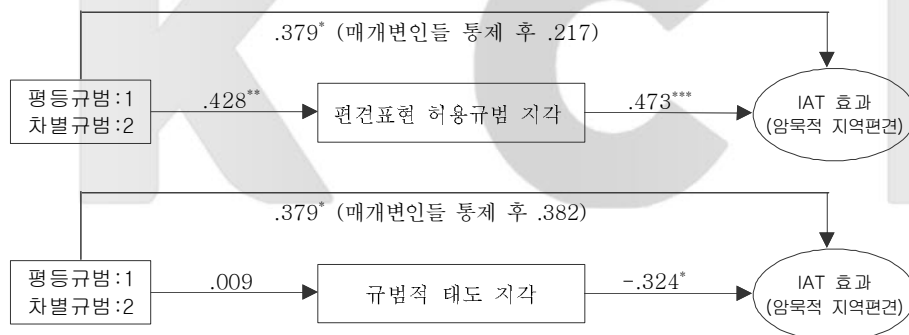 .379* (매개변인들 통제 후 .217)
평등규범:1
차별규범:2
.428**
편견표현 허용규범 지각
.473***
IAT 효과
(암묵적 지역편견)
.379* (매개변인들 통제 후 .382)
평등규범:1
차별규범:2
.009
규범적 태도 지각
-.324*
IAT 효과
(암묵적 지역편견)